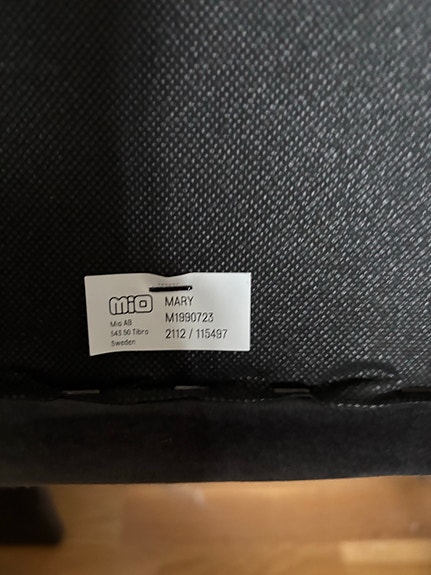 mio
Mio AB
543 50 Tibro
Sweden
MARY
M1990723
2112 / 115497